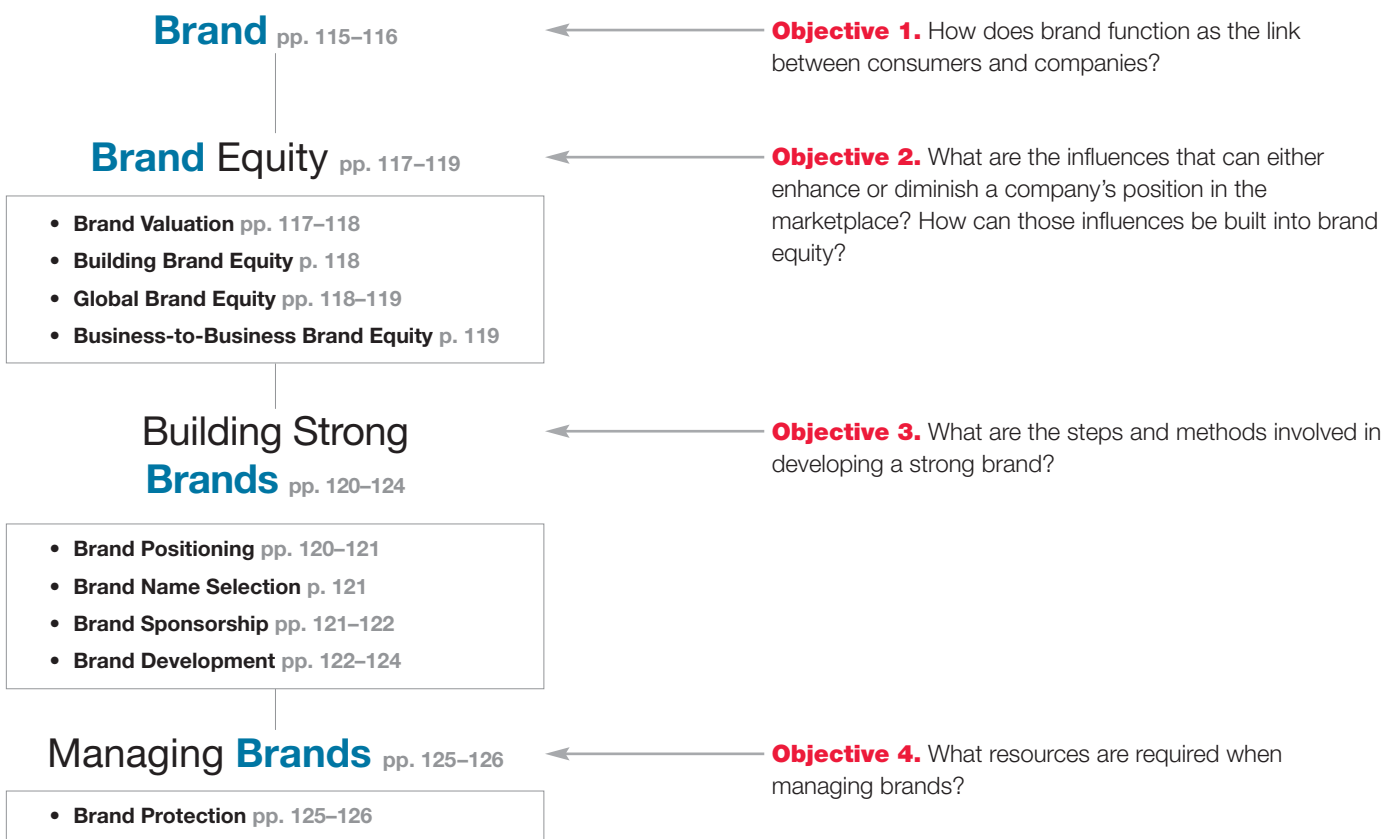 Brand pp. 115–116
Objective 1. How does brand function as the link
between consumers and companies?
Brand Equity pp. 117–119
Objective 2. What are the influences that can either
enhance or diminish a company’s position in the
marketplace? How can those influences be built into brand
equity?
• Brand Valuation pp. 117–118
• Building Brand Equity p. 118
• Global Brand Equity pp. 118–119
• Business-to-Business Brand Equity p. 119
Building Strong
Brands pp. 120–124
Objective 3. What are the steps and methods involved in
developing a strong brand?
• Brand Positioning pp. 120–121
• Brand Name Selection p. 121
• Brand Sponsorship pp. 121–122
• Brand Development pp. 122–124
Managing Brands pp. 125–126
Objective 4. What resources are required when
managing brands?
• Brand Protection pp. 125–126